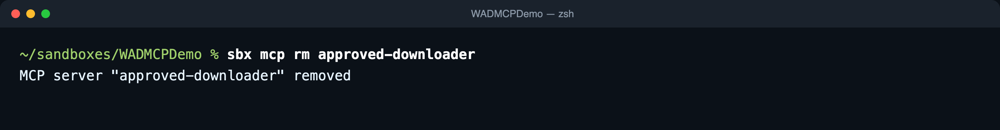 WADMCPDemo — zsh
~/sandboxes/WADMCPDemo % sbx mcp rm approved-downloader
MCP server "approved-downloader" removed